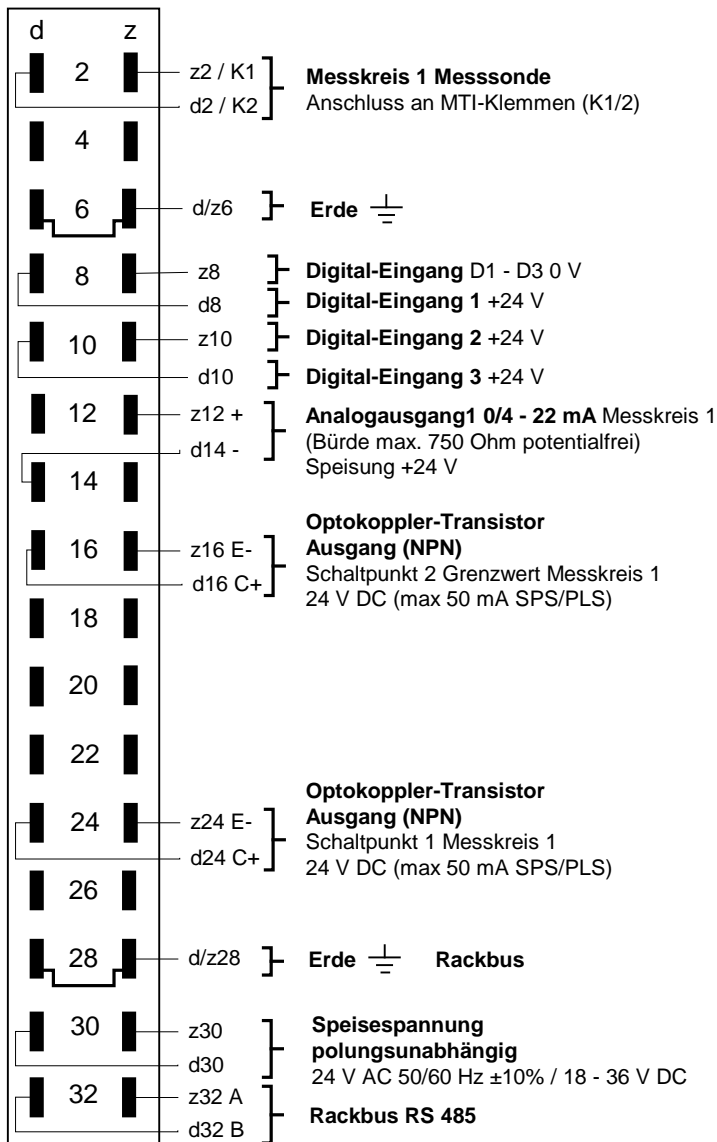 d z
2 z2 / K1 Messkreis 1 Messsonde
d2 / K2 Anschluss an MTI-Klemmen (K1/2)
4
6 d/z6 Erde
8 z8 Digital-Eingang D1 - D3 0 V
d8 Digital-Eingang 1 +24 V
10 z10 Digital-Eingang 2 +24 V
d10 Digital-Eingang 3 +24 V
12 z12 + Analogausgang1 0/4 - 22 mA Messkreis 1
(Bürde max. 750 Ohm potentialfrei)
d14 - Speisung +24 V
14
Optokoppler-Transistor
16 z16 E- Ausgang (NPN)
Schaltpunkt 2 Grenzwert Messkreis 1
d16 C+ 24 V DC (max 50 mA SPS/PLS)
18
20
22
Optokoppler-Transistor
24 z24 E- Ausgang (NPN)
Schaltpunkt 1 Messkreis 1
d24 C+ 24 V DC (max 50 mA SPS/PLS)
26
28 d/z28 Erde Rackbus
30 z30 Speisespannung
polungsunabhängig
d30 24 V AC 50/60 Hz ±10% / 18 - 36 V DC
32 z32 A Rackbus RS 485
d32 B